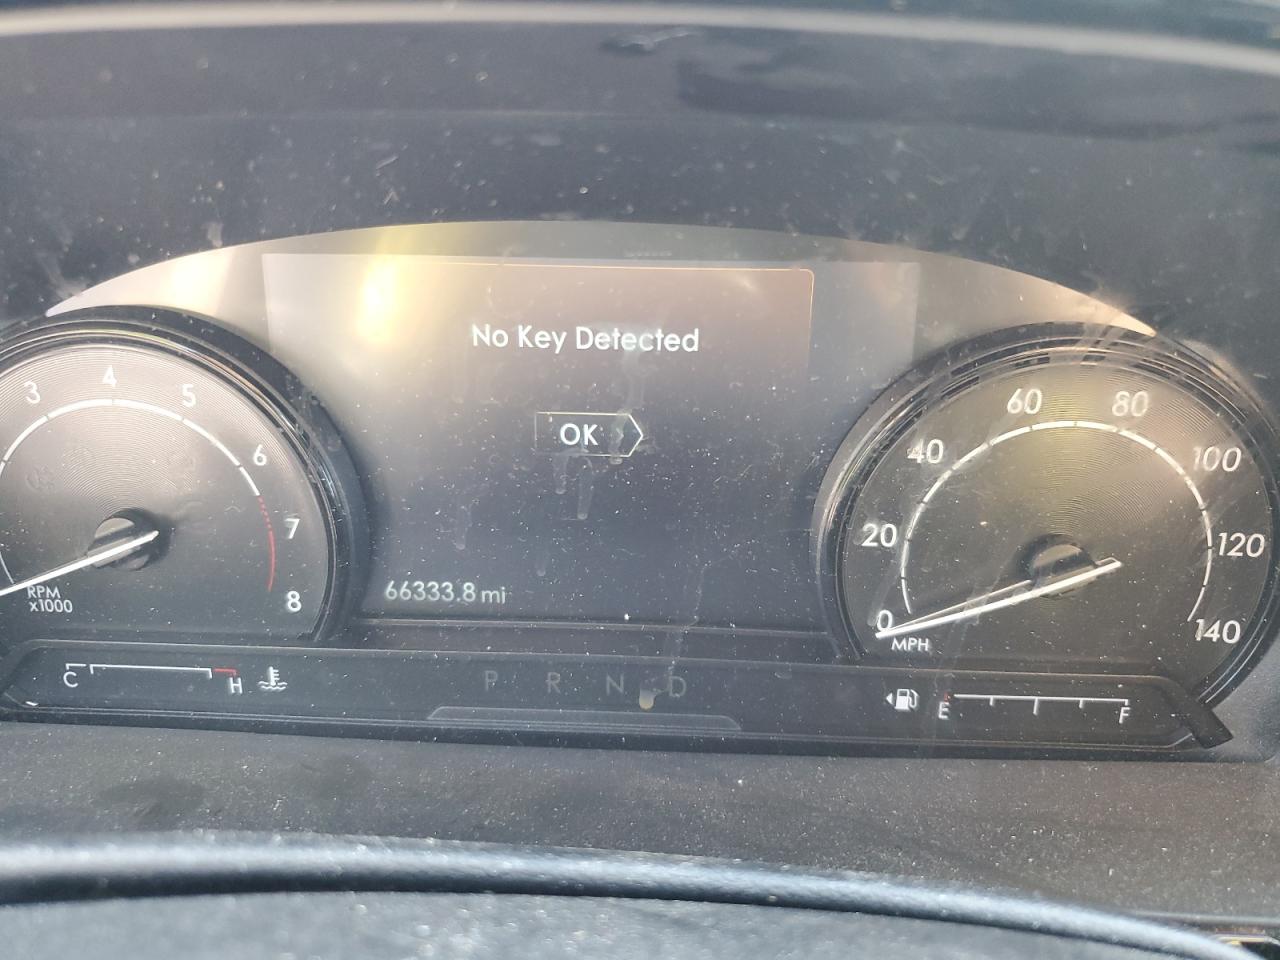 No Key Detected
OK
66333.8 mi
3 4 5 6 7 8
RPM
x1000
0 20 40 60 80 100 120 140
MPH
C H
P R N D
E F